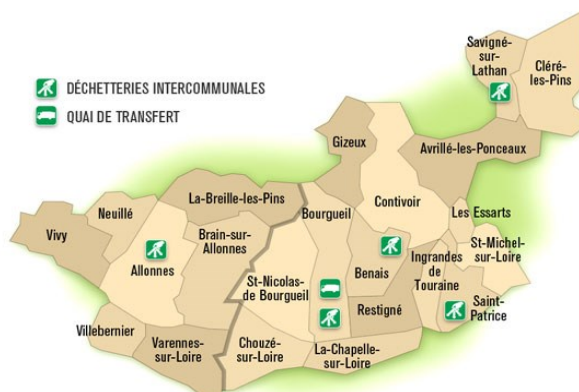 Savigné-
sur-
Lathan
Cléré-
les-Pins
DÉCHETTERIES INTERCOMMUNALES
QUAI DE TRANSFERT
Gizeux
Avrillé-les-Ponceaux
La-Breille-les-Pins
Contivoir
Neuillé
Bourgueil
Les Essarts
Vivy
Brain-sur-
Allonnes
St-Michel-
sur-Loire
Allonnes
Benais
Ingrandes
de
Touraine
St-Nicolas-
de Bourgueil
Saint-
Patrice
Restigné
Villebernier
Varennes-
sur-Loire
Chouzé-
sur-Loire
La-Chapelle-
sur-Loire